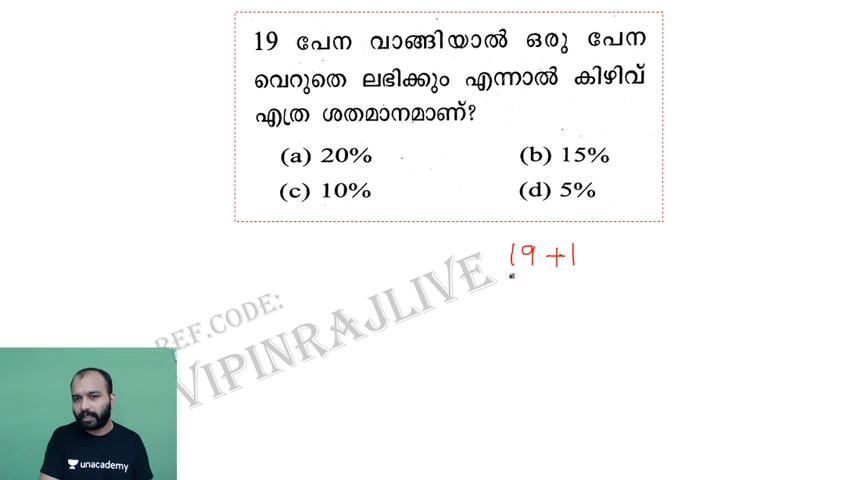 19 പേന വാങ്ങിയാൽ ഒരു പേന
വെറുതെ ലഭിക്കും എന്നാൽ കിഴിവ്
എത്ര ശതമാനമാണ്?
(a) 20% (b) 15%
(c) 10% (d) 5%
19 + 1
REF.CODE:
VIPINRAJLIVE
unacademy